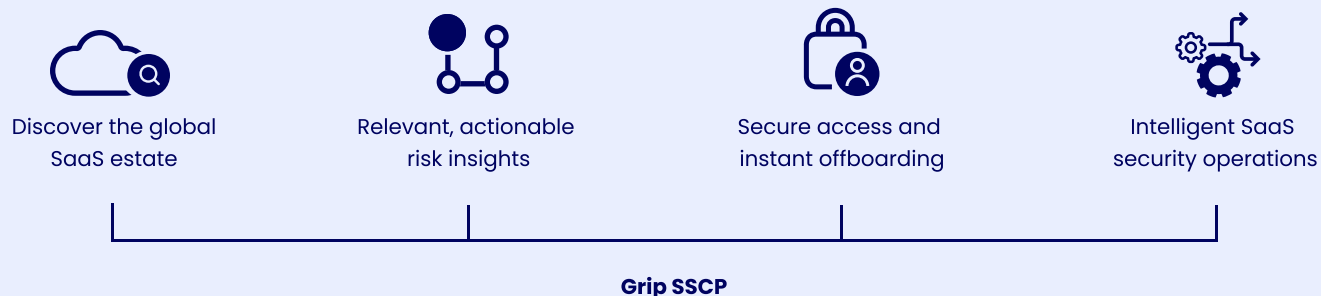 Discover the global
SaaS estate
Relevant, actionable
risk insights
Secure access and
instant offboarding
Intelligent SaaS
security operations
Grip SSCP